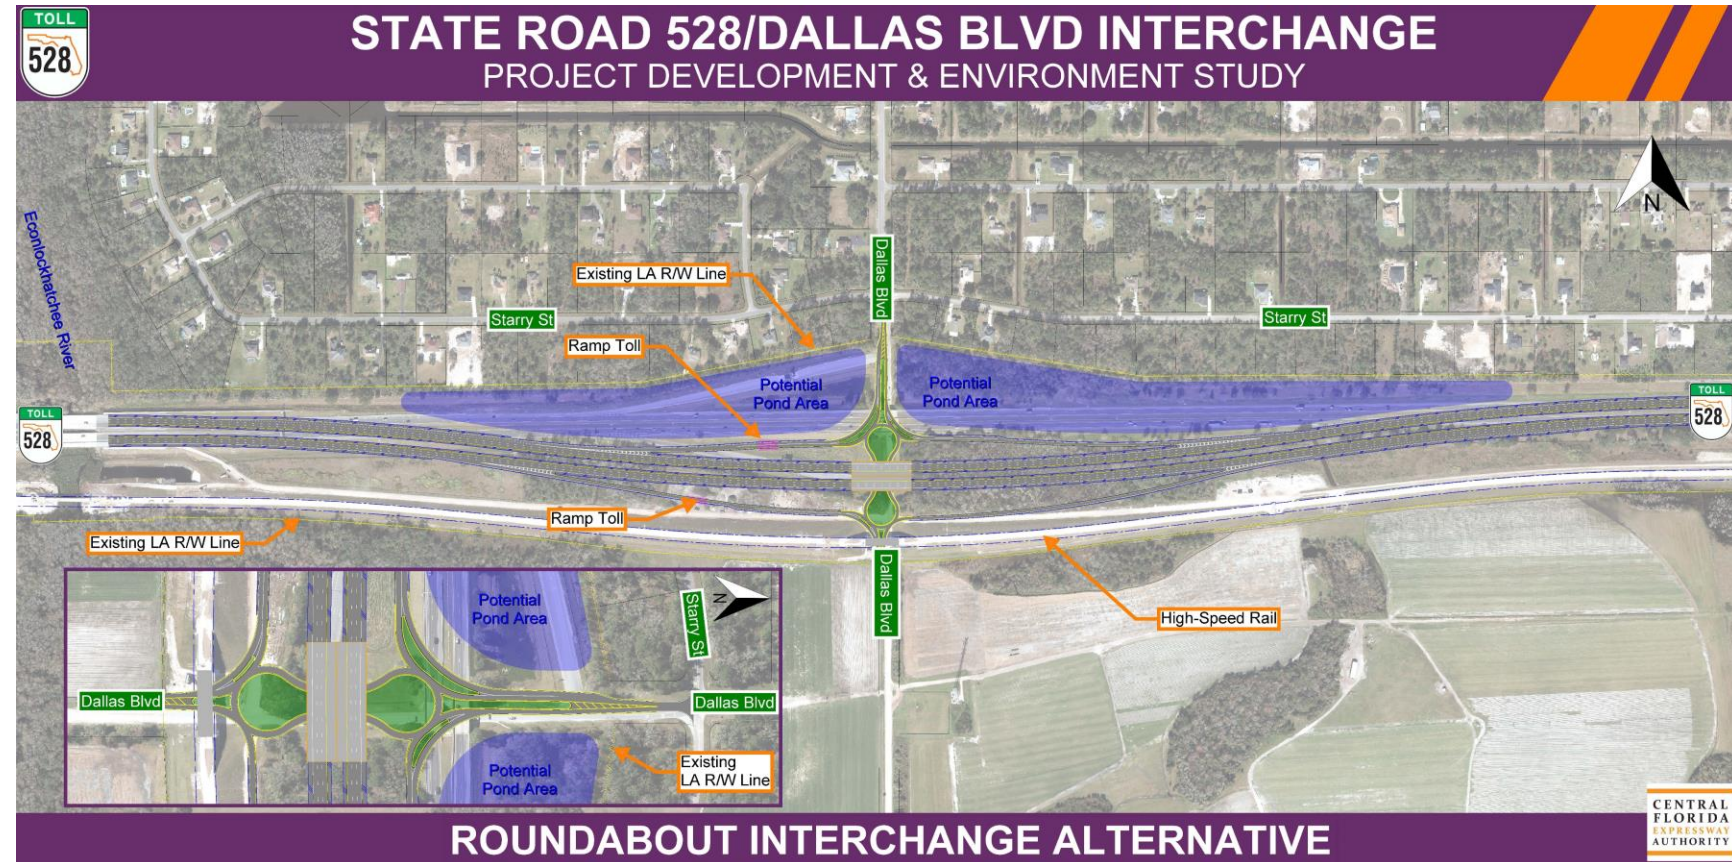 TOLL
528
STATE ROAD 528/DALLAS BLVD INTERCHANGE
PROJECT DEVELOPMENT & ENVIRONMENT STUDY
N
Econlockhatchee River
Dallas Blvd
Existing LA R/W Line
Starry St
Starry St
Ramp Toll
Potential
Pond Area
Potential
Pond Area
TOLL
528
TOLL
528
Ramp Toll
Existing LA R/W Line
Dallas Blvd
High-Speed Rail
Potential
Pond Area
Starry St
N
Dallas Blvd
Dallas Blvd
Existing
LA R/W Line
Potential
Pond Area
CENTRAL
FLORIDA
EXPRESSWAY
AUTHORITY
ROUNDABOUT INTERCHANGE ALTERNATIVE